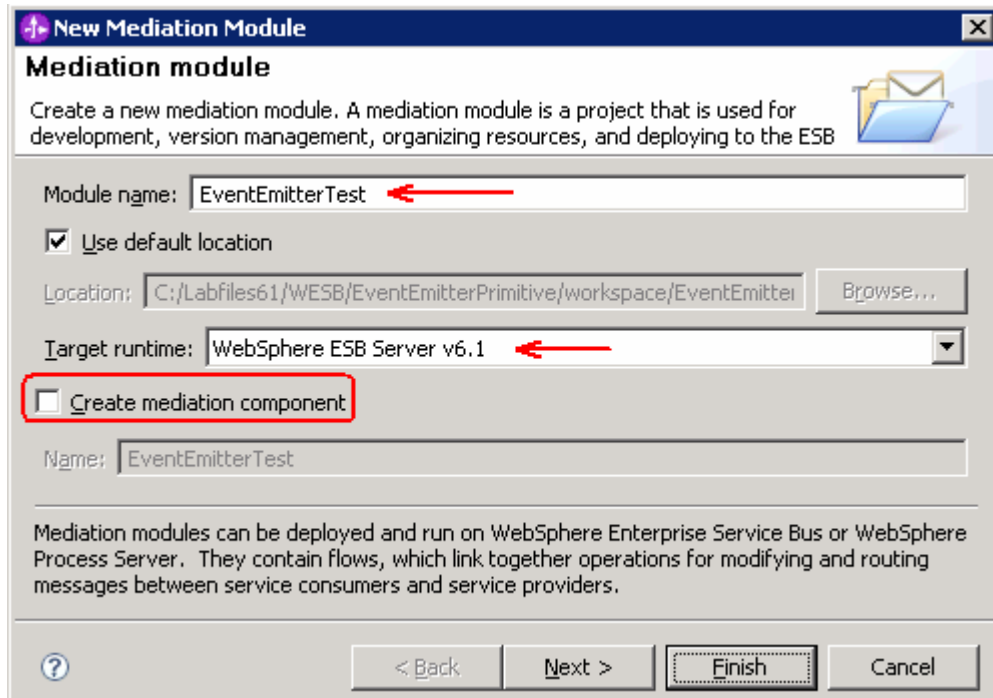 New Mediation Module
Mediation module
Create a new mediation module. A mediation module is a project that is used for
development, version management, organizing resources, and deploying to the ESB
Module name: EventEmitterTest
Use default location
Location: C:/Labfiles61/WESB/EventEmitterPrimitive/workspace/EventEmitter Browse...
Target runtime: WebSphere ESB Server v6.1
Create mediation component
Name: EventEmitterTest
Mediation modules can be deployed and run on WebSphere Enterprise Service Bus or WebSphere
Process Server. They contain flows, which link together operations for modifying and routing
messages between service consumers and service providers.
? < Back Next > Finish Cancel